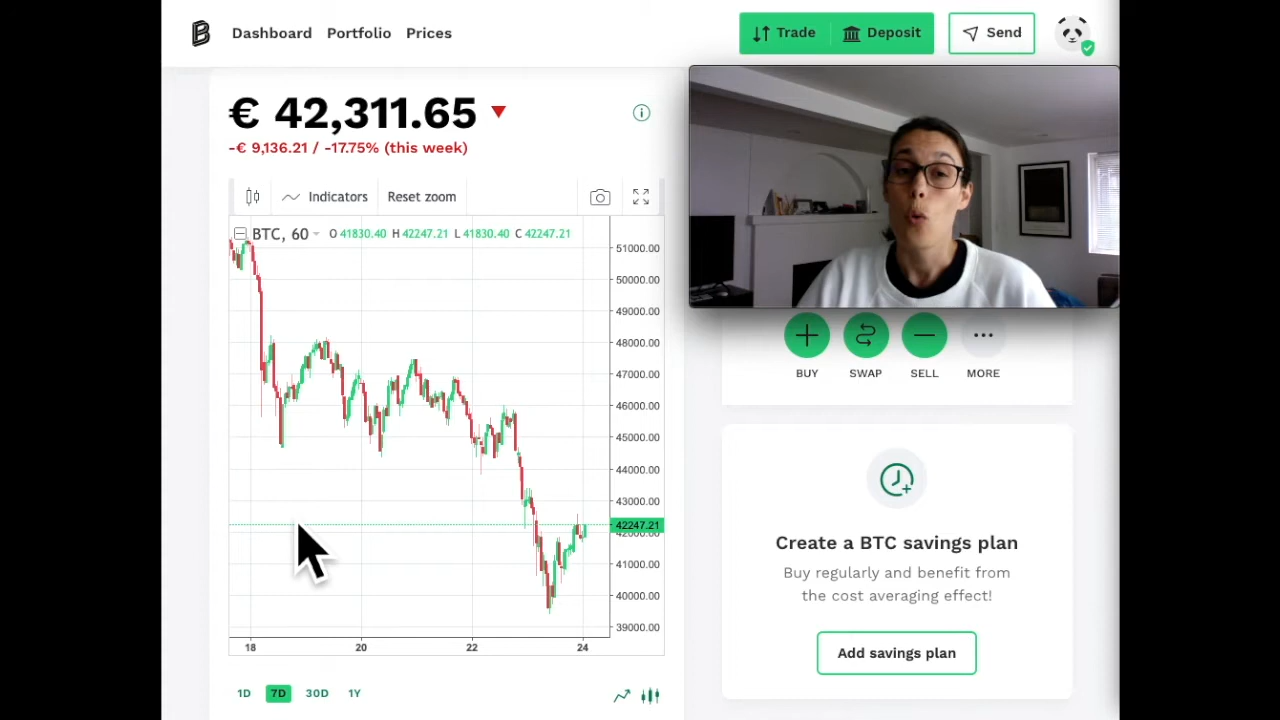 Dashboard Portfolio Prices
Trade Deposit Send
€ 42,311.65
-€ 9,136.21 / -17.75% (this week)
Indicators Reset zoom
BTC, 60 O 41830.40 H 42247.21 L 41830.40 C 42247.21
51000.00
50000.00
49000.00
48000.00
47000.00
46000.00
45000.00
44000.00
43000.00
42247.21
42000.00
41000.00
40000.00
39000.00
18 20 22 24
1D 7D 30D 1Y
BUY SWAP SELL MORE
Create a BTC savings plan
Buy regularly and benefit from
the cost averaging effect!
Add savings plan